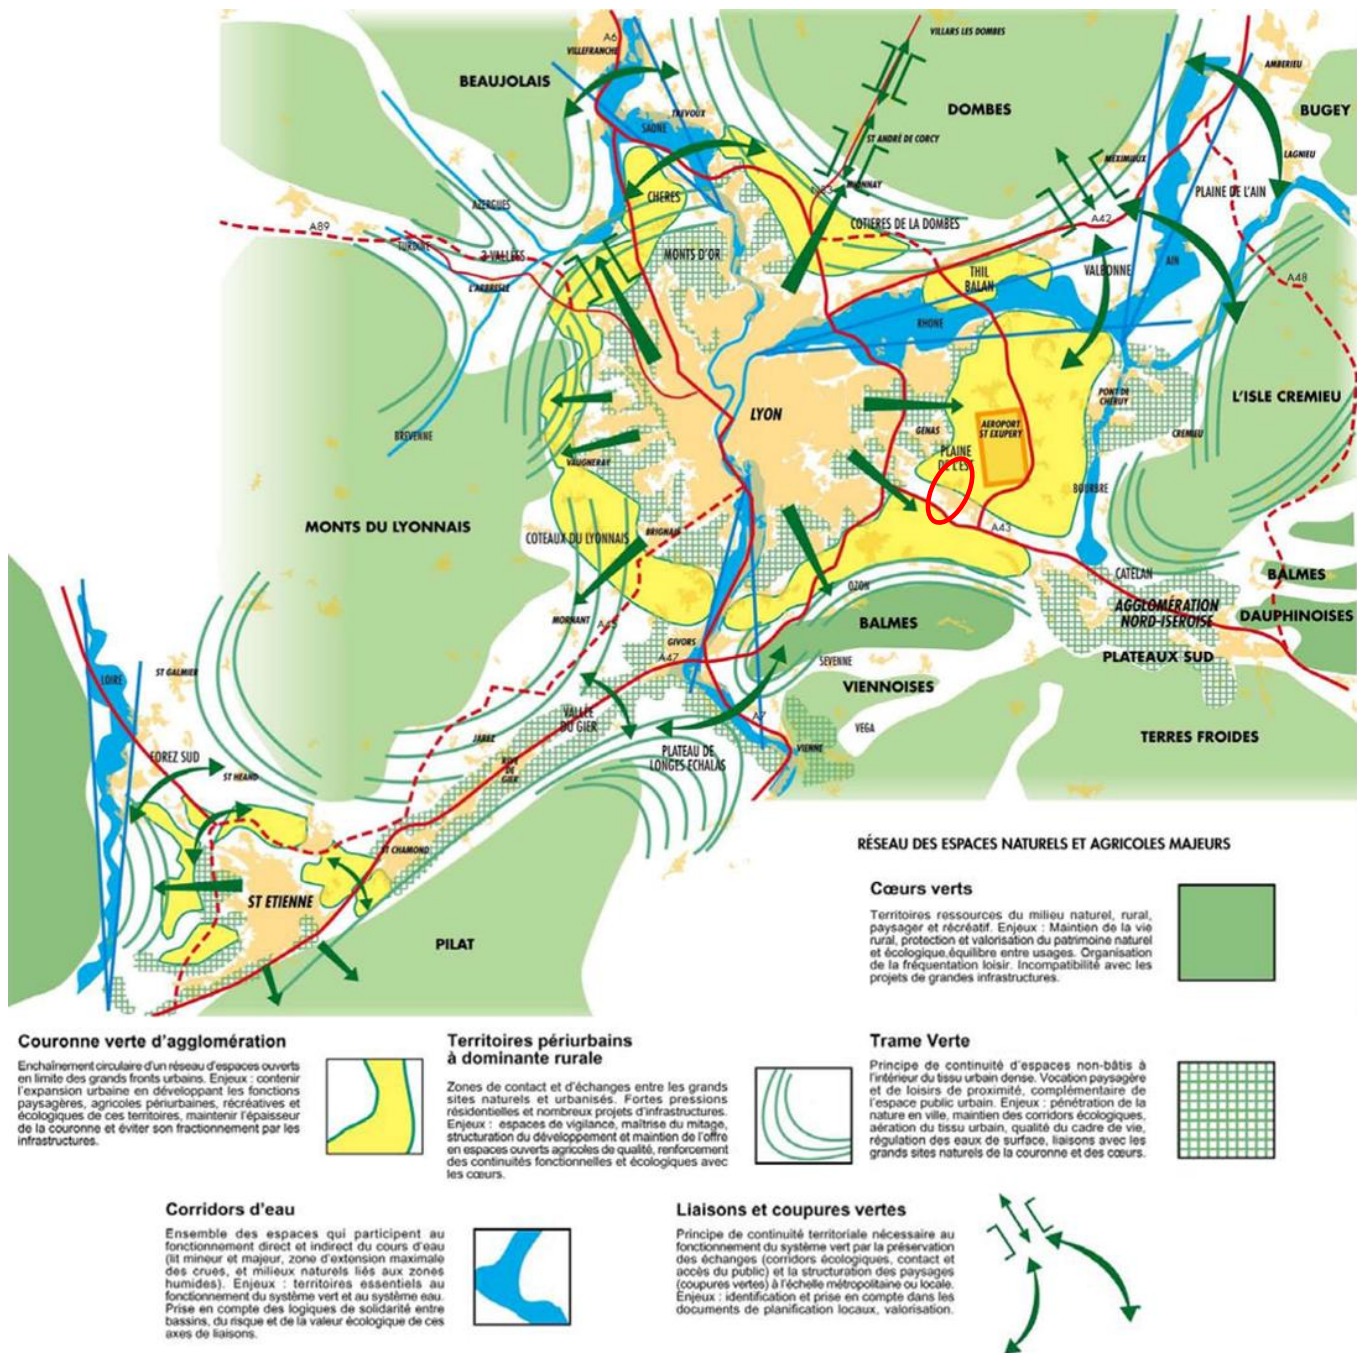 A6
VILLEFRANCHE
BEAUJOLAIS
VILLARS LES DOMBES
DOMBES
AMBERIEU
BUGEY
TREVOUX
SAONE
ST ANDRÉ DE CORCY
MEXIMIEUX
LAGNIEU
PLAINE DE L'AIN
CHERES
MIONNAY
AZERGUES
COTIERES DE LA DOMBES
A42
A89
TURDINE
3 VALLÉES
MONTS D'OR
L'ARBRESLE
THIL
BALAN
VALBONNE
AIN
A48
RHONE
LYON
PONT DE
CHERUY
L'ISLE CREMIEU
GENAS
AEROPORT
ST EXUPERY
CREMIEU
BREVENNE
PLAINE
DE L'EST
VAUGNERAY
BOURBRE
MONTS DU LYONNAIS
COTEAUX DU LYONNAIS
BRIGNAIS
A43
OZON
CATELAN
BALMES
AGGLOMÉRATION
NORD-ISEROISE
DAUPHINOISES
MORNANT
A45
GIVORS
BALMES
PLATEAUX SUD
A47
SEVENNE
VIENNOISES
ST GALMIER
LOIRE
VALLÉE
DU GIER
A7
VEGA
TERRES FROIDES
FOREZ SUD
ST HEAND
JAREZ
RIVE
DE
GIER
PLATEAU DE
LONGES ECHALAS
VIENNE
ST CHAMOND
ST ETIENNE
PILAT
RÉSEAU DES ESPACES NATURELS ET AGRICOLES MAJEURS
Cœurs verts
Territoires ressources du milieu naturel, rural,
paysager et récréatif. Enjeux : Maintien de la vie
rural, protection et valorisation du patrimoine naturel
et écologique,équilibre entre usages. Organisation
de la fréquentation loisir. Incompatibilité avec les
projets de grandes infrastructures.
Couronne verte d'agglomération
Enchaînement circulaire d'un réseau d'espaces ouverts
en limite des grands fronts urbains. Enjeux : contenir
l'expansion urbaine en développant les fonctions
paysagères, agricoles périurbaines, récréatives et
écologiques de ces territoires, maintenir l'épaisseur
de la couronne et éviter son fractionnement par les
infrastructures.
Territoires périurbains
à dominante rurale
Zones de contact et d'échanges entre les grands
sites naturels et urbanisés. Fortes pressions
résidentielles et nombreux projets d'infrastructures.
Enjeu : espaces de vigilance, maîtrise du mitage,
structuration du développement et maintien de l'offre
en espaces ouverts agricoles de qualité, renforcement
des continuités fonctionnelles et écologiques avec
les cœurs.
Trame Verte
Principe de continuité d'espaces non-bâtis à
l'intérieur du tissu urbain dense. Vocation paysagère
et de loisirs de proximité, complémentaire de
l'espace public urbain. Enjeu : pénétration de la
nature en ville, maintien des corridors écologiques,
aération du tissu urbain, qualité du cadre de vie,
régulation des eaux de surface, liaisons avec les
grands sites naturels de la couronne et des cœurs.
Corridors d'eau
Ensemble des espaces qui participent au
fonctionnement direct et indirect du cours d'eau
(lit mineur et majeur, zone d'extension maximale
des crues, et milieux naturels liés aux zones
humides). Enjeux : territoires essentiels au
fonctionnement du système vert et au système eau.
Prise en compte des logiques de solidarité entre
bassins, du risque et de la valeur écologique de ces
axes de liaisons.
Liaisons et coupures vertes
Principe de continuité territoriale nécessaire au
fonctionnement du système vert par la préservation
des échanges (corridors écologiques, contact et
accès du public) et la structuration des paysages
(coupures vertes) à l'échelle métropolitaine ou locale.
Enjeu : identification et prise en compte dans les
documents de planification locaux, valorisation.